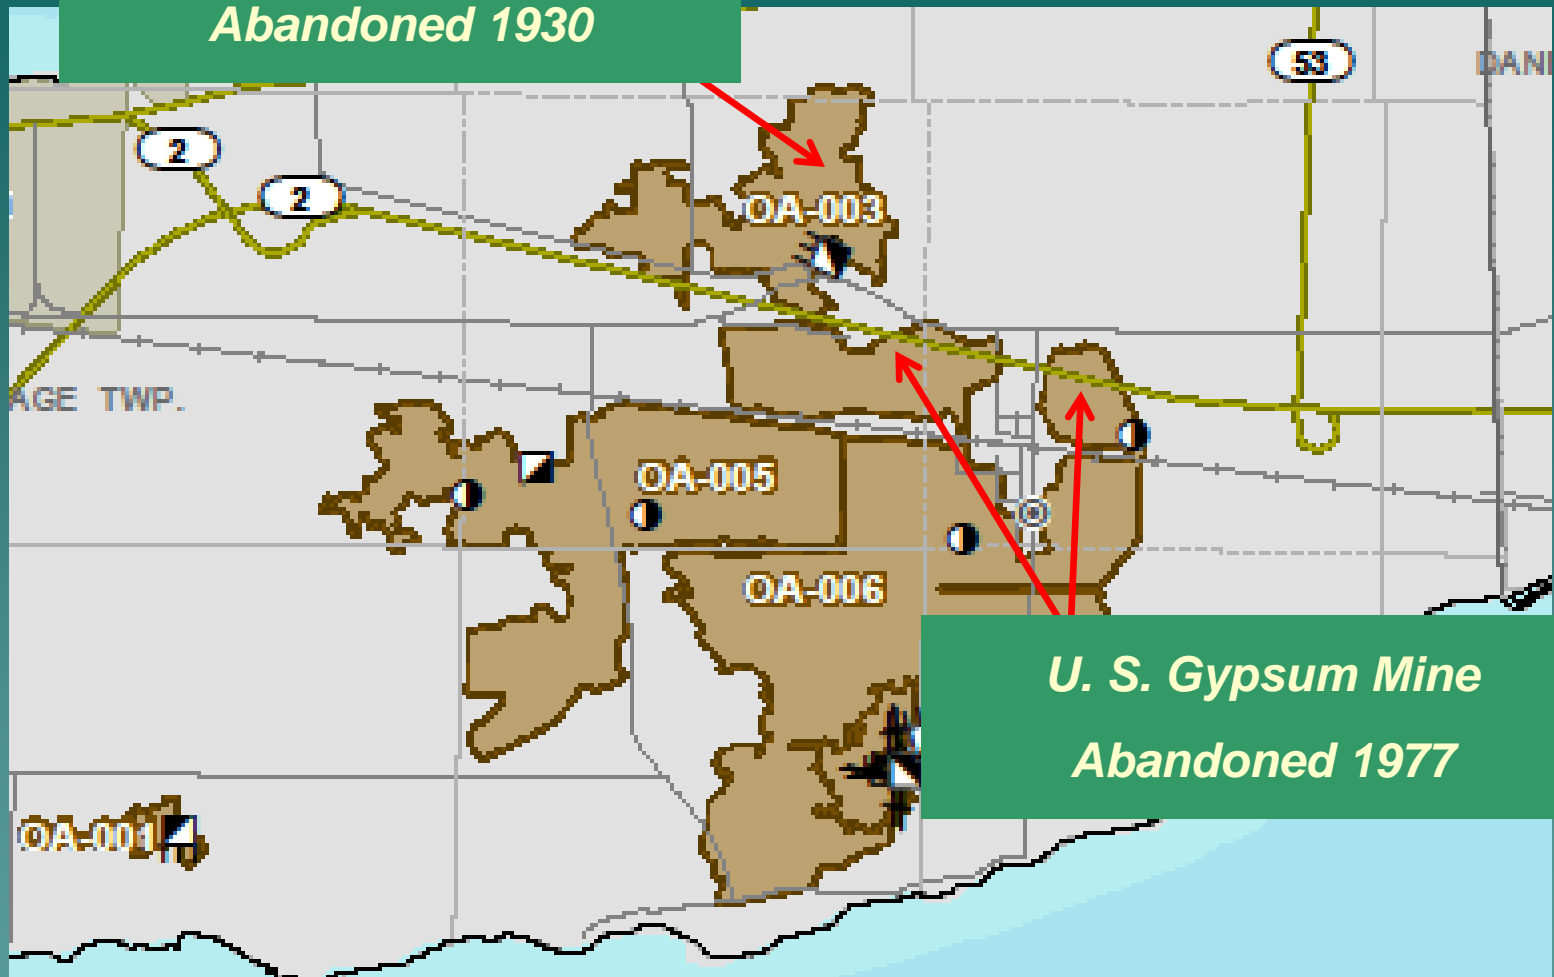 Abandoned 1930
53
DANI
2
2
OA-003
AGE TWP.
OA-005
OA-006
U. S. Gypsum Mine
Abandoned 1977
OA-001